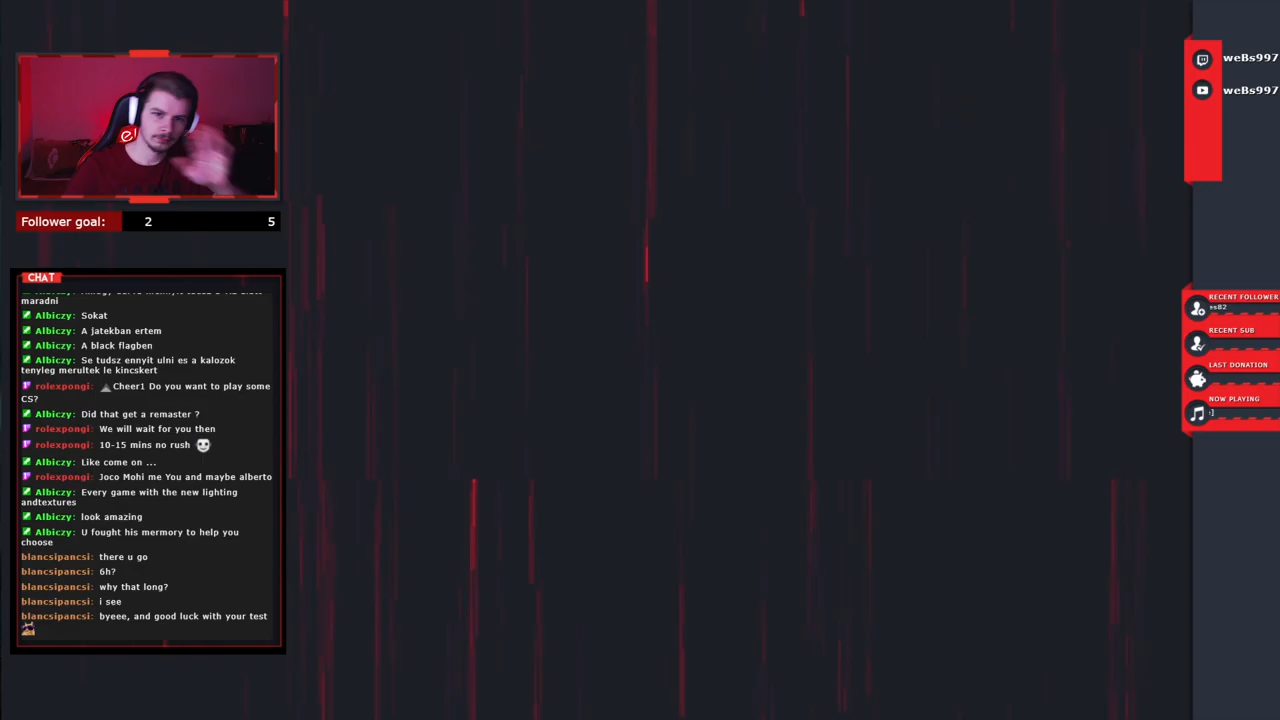 weBs997
weBs997
Follower goal: 2 5
CHAT
maradni
Albiczy: Sokat
Albiczy: A jatekban ertem
Albiczy: A black flagben
Albiczy: Se tudsz ennyit ulni es a kalozok
tenyleg merultek le kincskert
rolexpongi: Cheer1 Do you want to play some
CS?
Albiczy: Did that get a remaster ?
rolexpongi: We will wait for you then
rolexpongi: 10-15 mins no rush
Albiczy: Like come on ...
rolexpongi: Joco Mohi me You and maybe alberto
Albiczy: Every game with the new lighting
andtextures
Albiczy: look amazing
Albiczy: U fought his mermory to help you
choose
blancsipancsi: there u go
blancsipancsi: 6h?
blancsipancsi: why that long?
blancsipancsi: i see
blancsipancsi: byeee, and good luck with your test
RECENT FOLLOWER
es82
RECENT SUB
LAST DONATION
NOW PLAYING